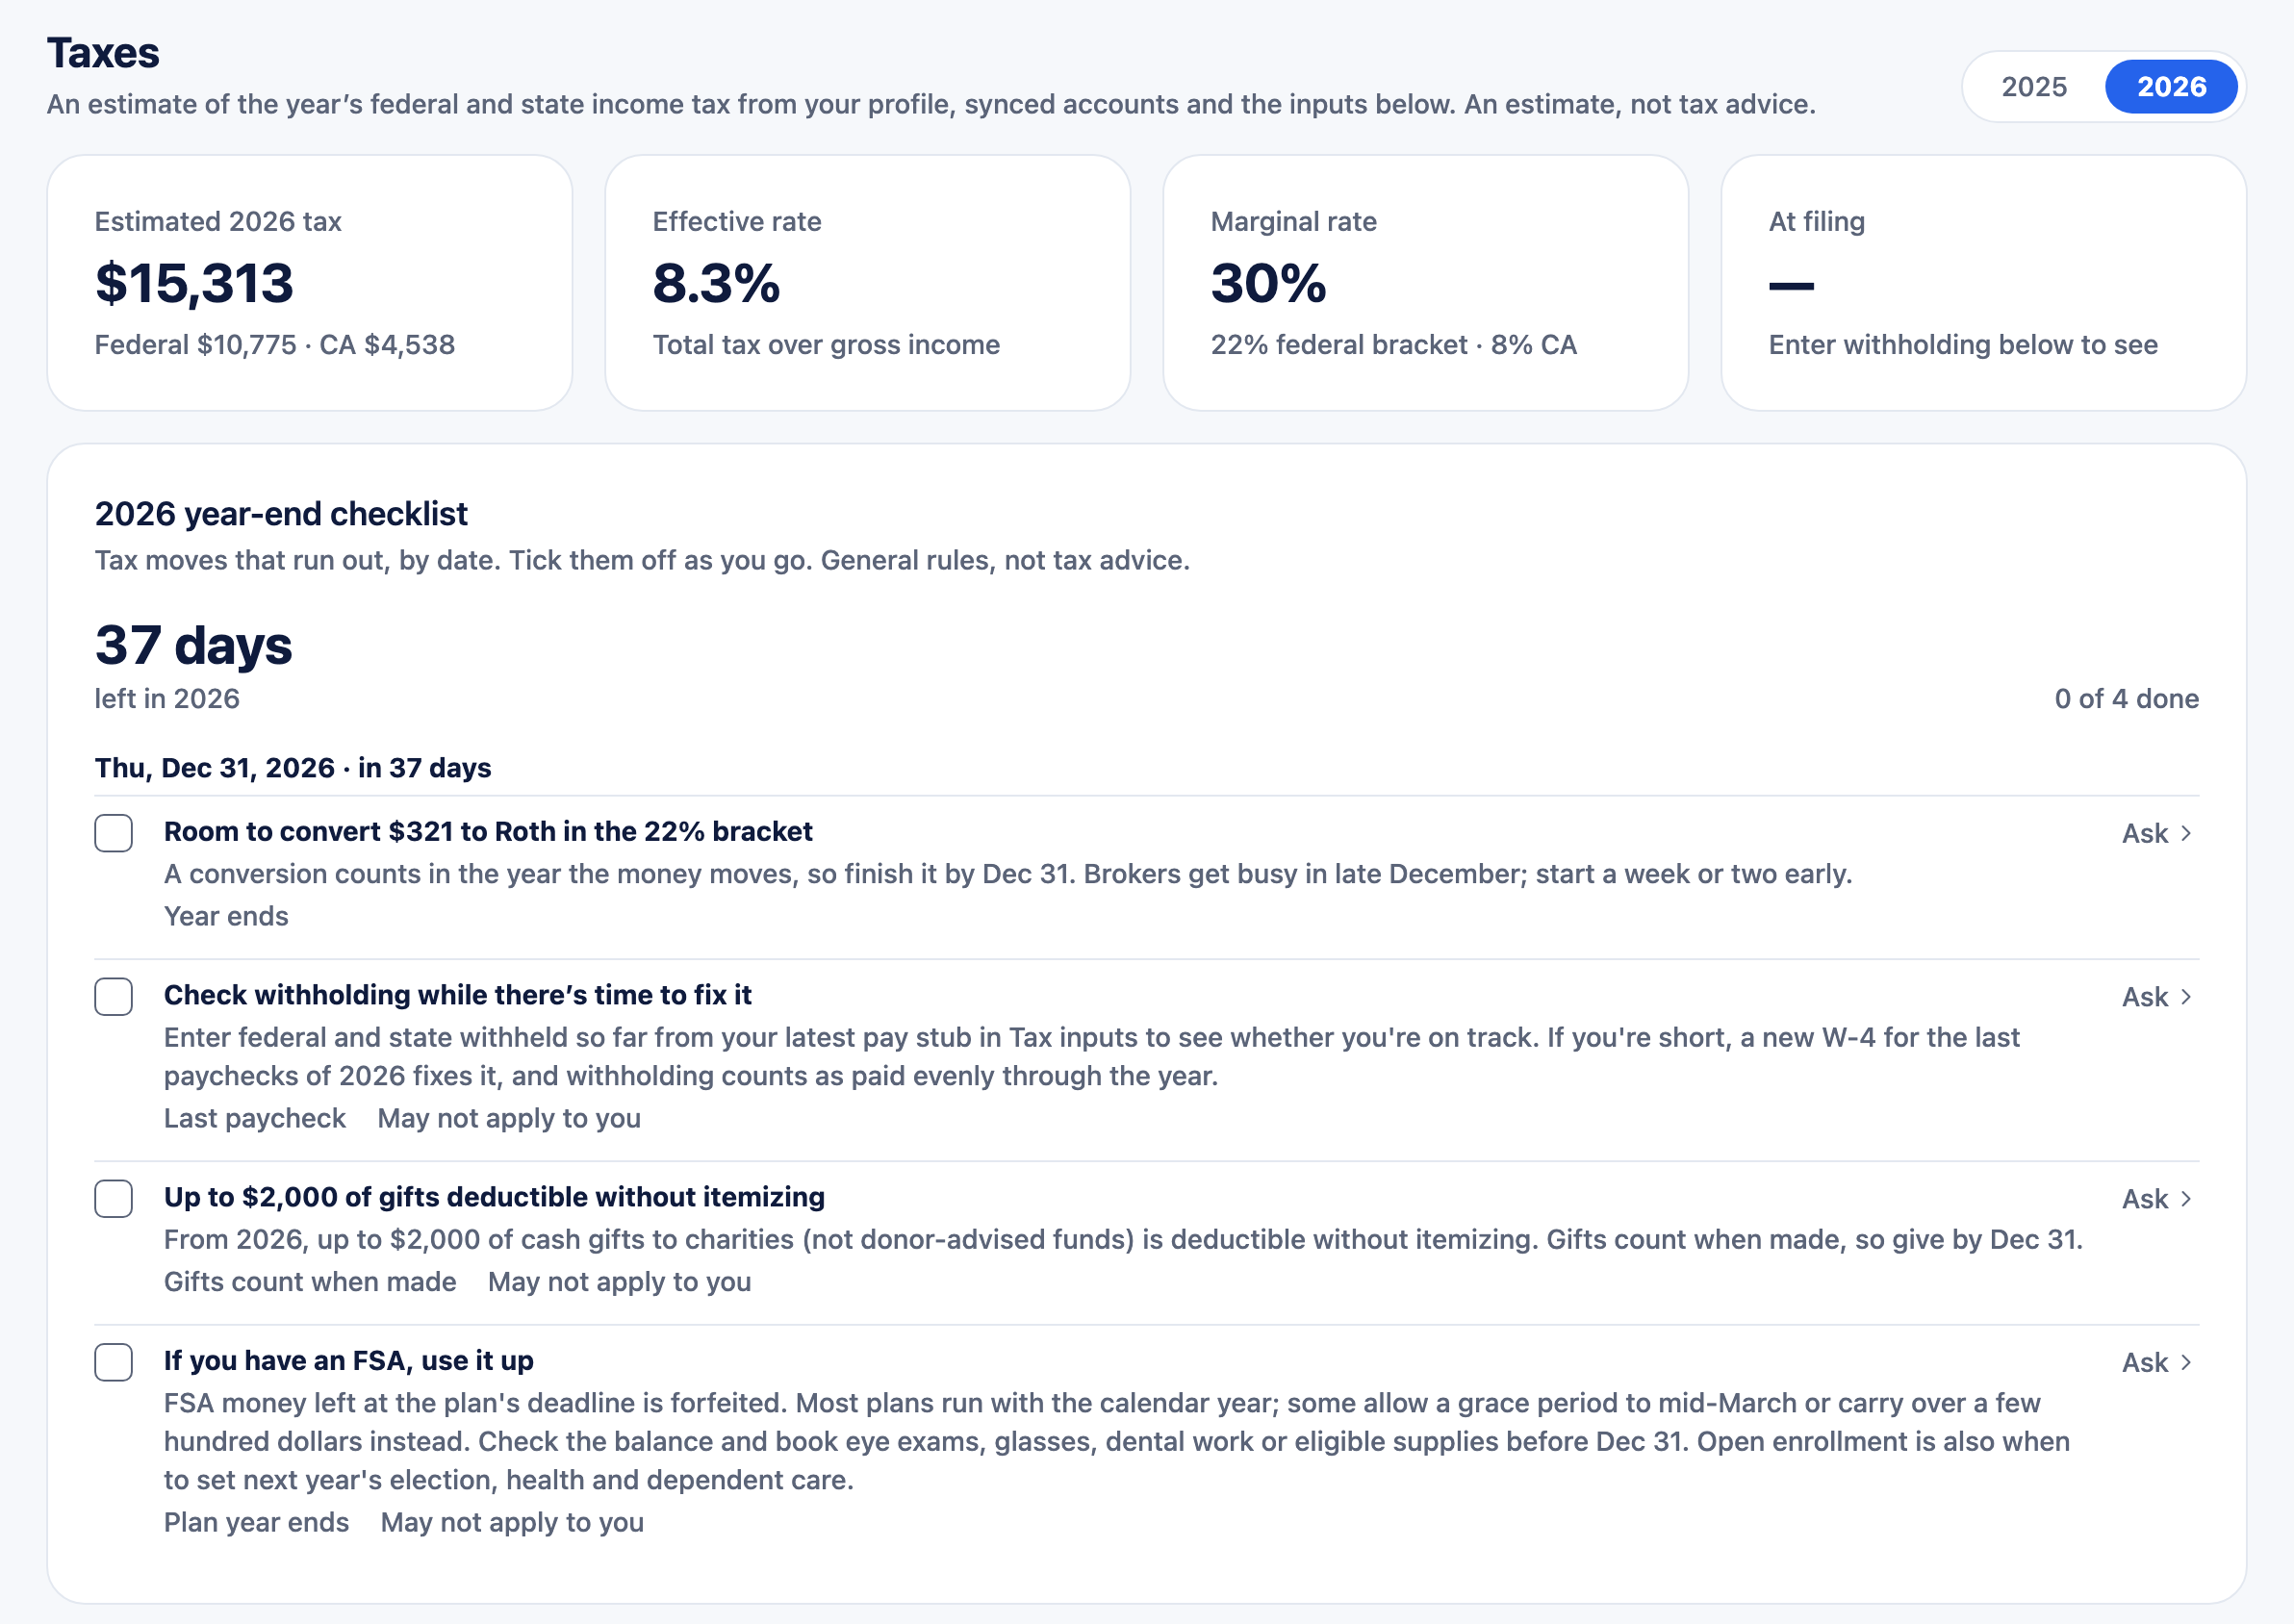 Taxes
An estimate of the year’s federal and state income tax from your profile, synced accounts and the inputs below. An estimate, not tax advice.
2025
2026
Estimated 2026 tax
$15,313
Federal $10,775 · CA $4,538
Effective rate
8.3%
Total tax over gross income
Marginal rate
30%
22% federal bracket · 8% CA
At filing
—
Enter withholding below to see
2026 year-end checklist
Tax moves that run out, by date. Tick them off as you go. General rules, not tax advice.
37 days
left in 2026
0 of 4 done
Thu, Dec 31, 2026 · in 37 days
Room to convert $321 to Roth in the 22% bracket
Ask >
A conversion counts in the year the money moves, so finish it by Dec 31. Brokers get busy in late December; start a week or two early.
Year ends
Check withholding while there’s time to fix it
Ask >
Enter federal and state withheld so far from your latest pay stub in Tax inputs to see whether you're on track. If you're short, a new W-4 for the last
paychecks of 2026 fixes it, and withholding counts as paid evenly through the year.
Last paycheck May not apply to you
Up to $2,000 of gifts deductible without itemizing
Ask >
From 2026, up to $2,000 of cash gifts to charities (not donor-advised funds) is deductible without itemizing. Gifts count when made, so give by Dec 31.
Gifts count when made May not apply to you
If you have an FSA, use it up
Ask >
FSA money left at the plan's deadline is forfeited. Most plans run with the calendar year; some allow a grace period to mid-March or carry over a few
hundred dollars instead. Check the balance and book eye exams, glasses, dental work or eligible supplies before Dec 31. Open enrollment is also when
to set next year's election, health and dependent care.
Plan year ends May not apply to you